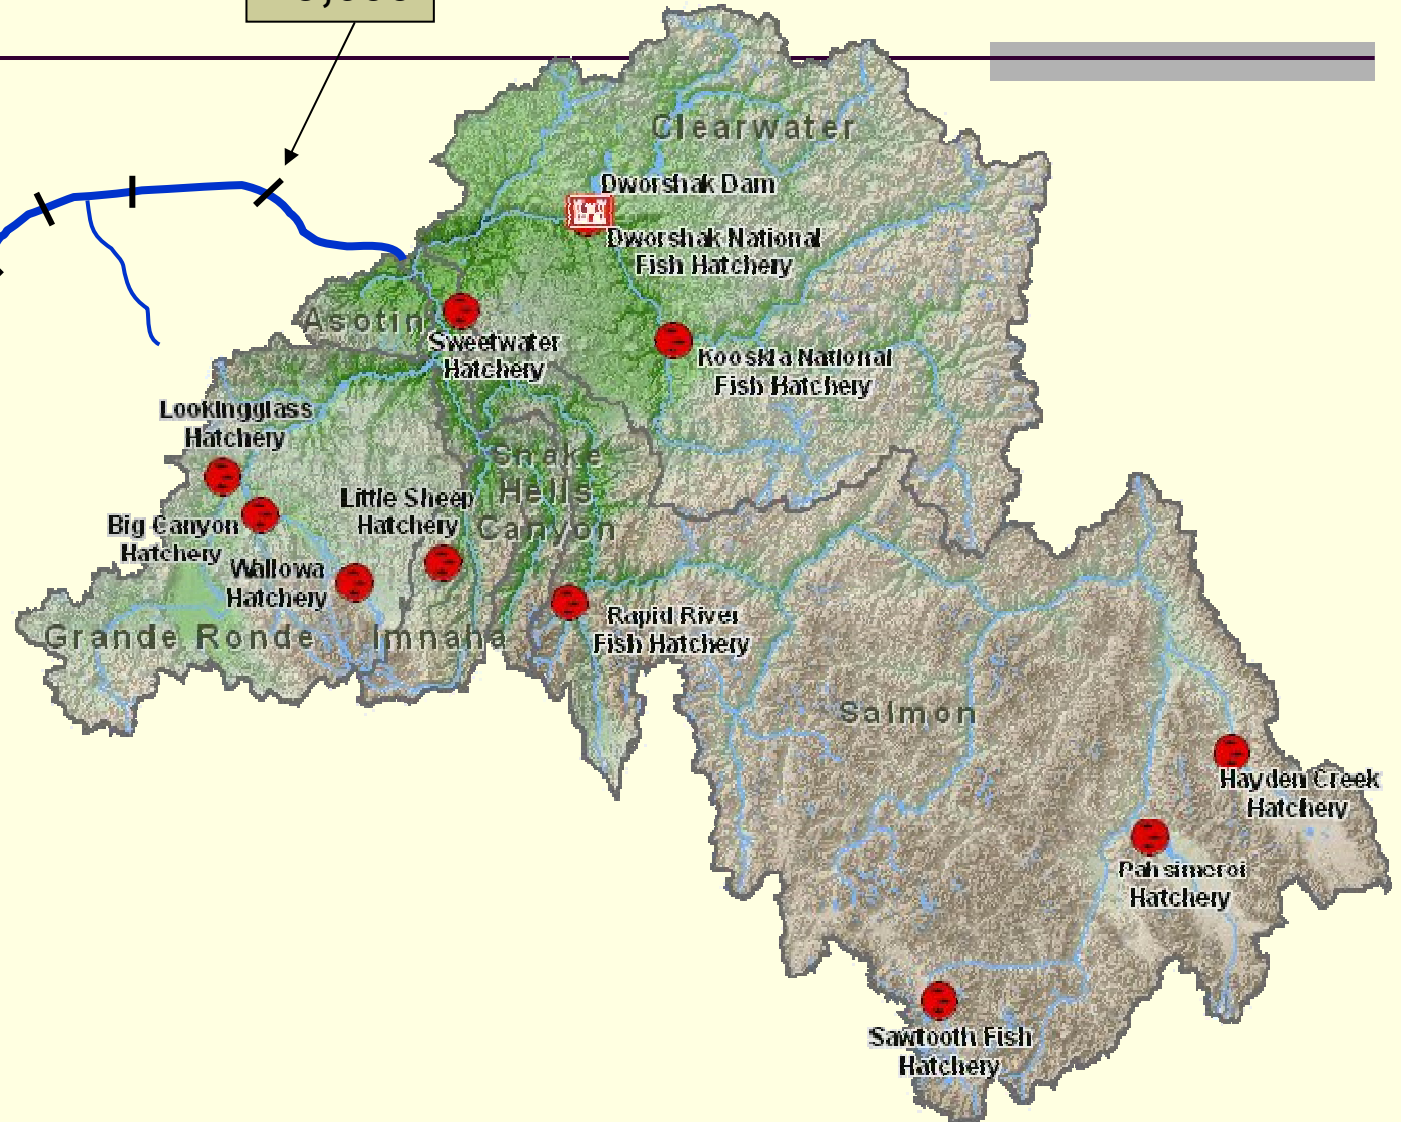 Clearwater
Dworshak Dam
Dworshak National
Fish Hatchery
Asotin
Sweetwater
Hatchery
Kooskia National
Fish Hatchery
Lookingglass
Hatchery
Snake
Hells
Canyon
Little Sheep
Hatchery
Big Canyon
Hatchery
Wallowa
Hatchery
Rapid River
Fish Hatchery
Grande Ronde
Imnaha
Salmon
Hayden Creek
Hatchery
Pahsimeroi
Hatchery
Sawtooth Fish
Hatchery